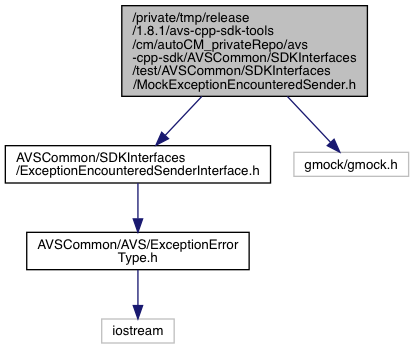 /private/tmp/release
/1.8.1/avs-cpp-sdk-tools
/cm/autoCM_privateRepo/avs
-cpp-sdk/AVSCommon/SDKInterfaces
/test/AVSCommon/SDKInterfaces
/MockExceptionEncounteredSender.h
AVSCommon/SDKInterfaces
/ExceptionEncounteredSenderInterface.h
gmock/gmock.h
AVSCommon/AVS/ExceptionError
Type.h
iostream